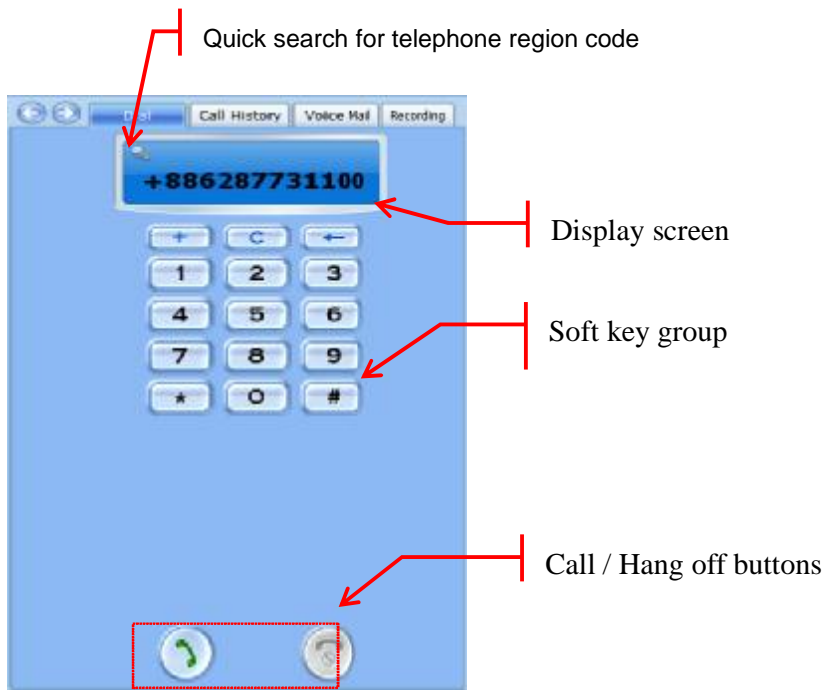 Quick search for telephone region code
Dial Call History Voice Mail Recording
+886287731100
Display screen
+ C ←
1 2 3
4 5 6
Soft key group
7 8 9
* 0 #
Call / Hang off buttons